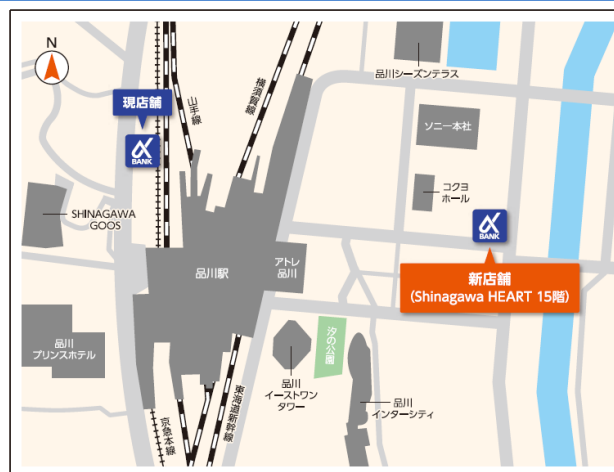 N
品川シーズンテラス
現店舗
山手線
横須賀線
α
BANK
ソニー本社
コクヨ
ホール
SHINAGAWA
GOOS
α
BANK
品川駅
アトレ
品川
新店舗
(Shinagawa HEART 15階)
品川
プリンスホテル
汐の公園
品川
イーストワン
タワー
品川
インターシティ
東海道新幹線
京急本線